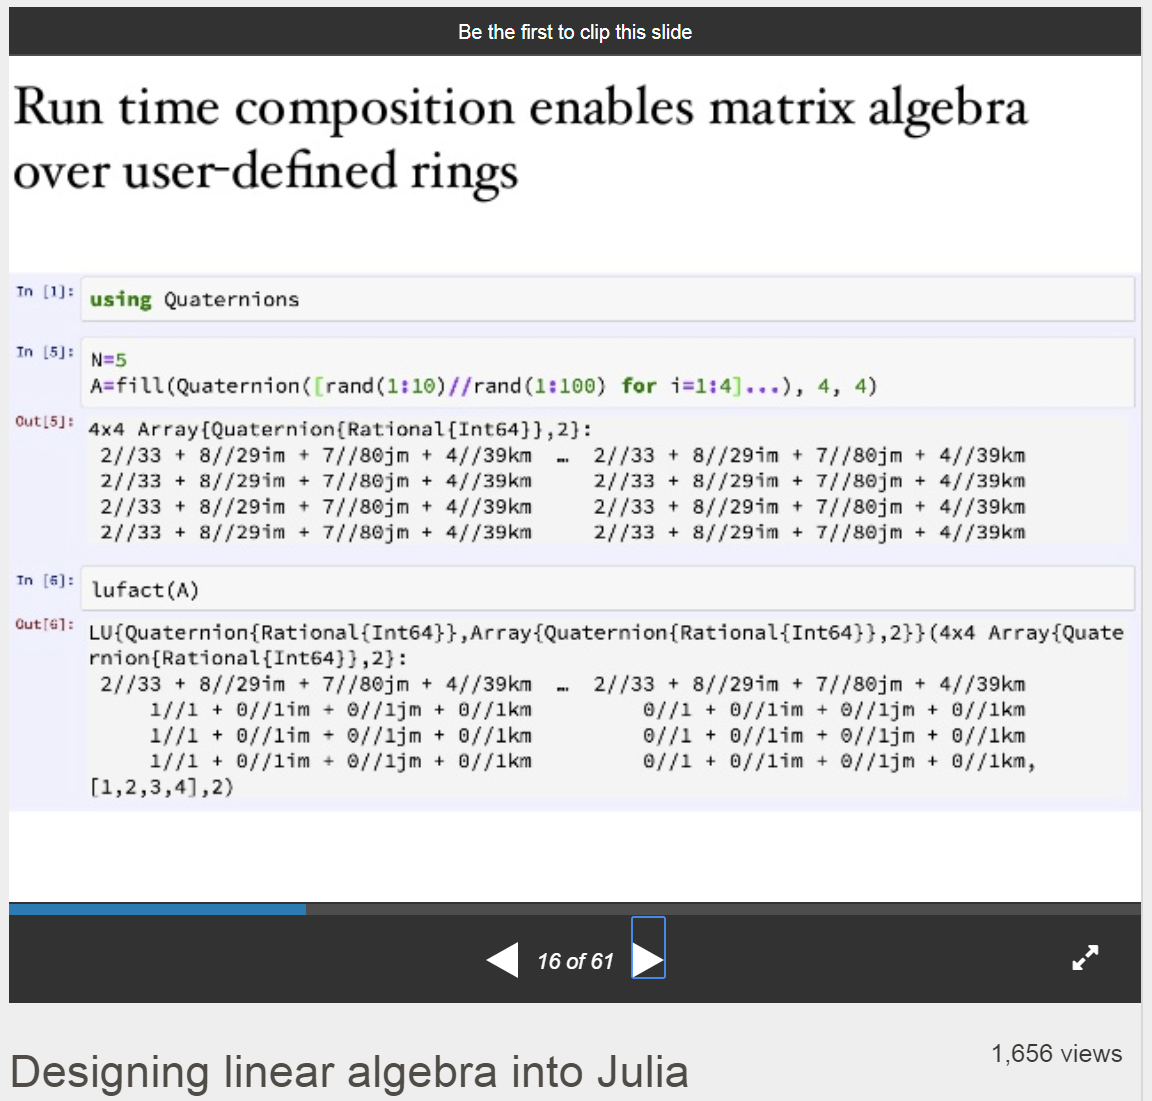 Be the first to clip this slide
Run time composition enables matrix algebra
over user-defined rings
In [1]: using Quaternions
In [5]: N=5
A=fill(Quaternion([rand(1:10)//rand(1:100) for i=1:4]...), 4, 4)
Out[5]: 4x4 Array{Quaternion{Rational{Int64}},2}:
2//33 + 8//29im + 7//80jm + 4//39km … 2//33 + 8//29im + 7//80jm + 4//39km
2//33 + 8//29im + 7//80jm + 4//39km 2//33 + 8//29im + 7//80jm + 4//39km
2//33 + 8//29im + 7//80jm + 4//39km 2//33 + 8//29im + 7//80jm + 4//39km
2//33 + 8//29im + 7//80jm + 4//39km 2//33 + 8//29im + 7//80jm + 4//39km
In [6]: lufact(A)
Out[6]: LU{Quaternion{Rational{Int64}},Array{Quaternion{Rational{Int64}},2}}(4x4 Array{Quate
rnion{Rational{Int64}},2}:
2//33 + 8//29im + 7//80jm + 4//39km … 2//33 + 8//29im + 7//80jm + 4//39km
1//1 + 0//1im + 0//1jm + 0//1km 0//1 + 0//1im + 0//1jm + 0//1km
1//1 + 0//1im + 0//1jm + 0//1km 0//1 + 0//1im + 0//1jm + 0//1km
1//1 + 0//1im + 0//1jm + 0//1km 0//1 + 0//1im + 0//1jm + 0//1km,
[1,2,3,4],2)
16 of 61
Designing linear algebra into Julia
1,656 views